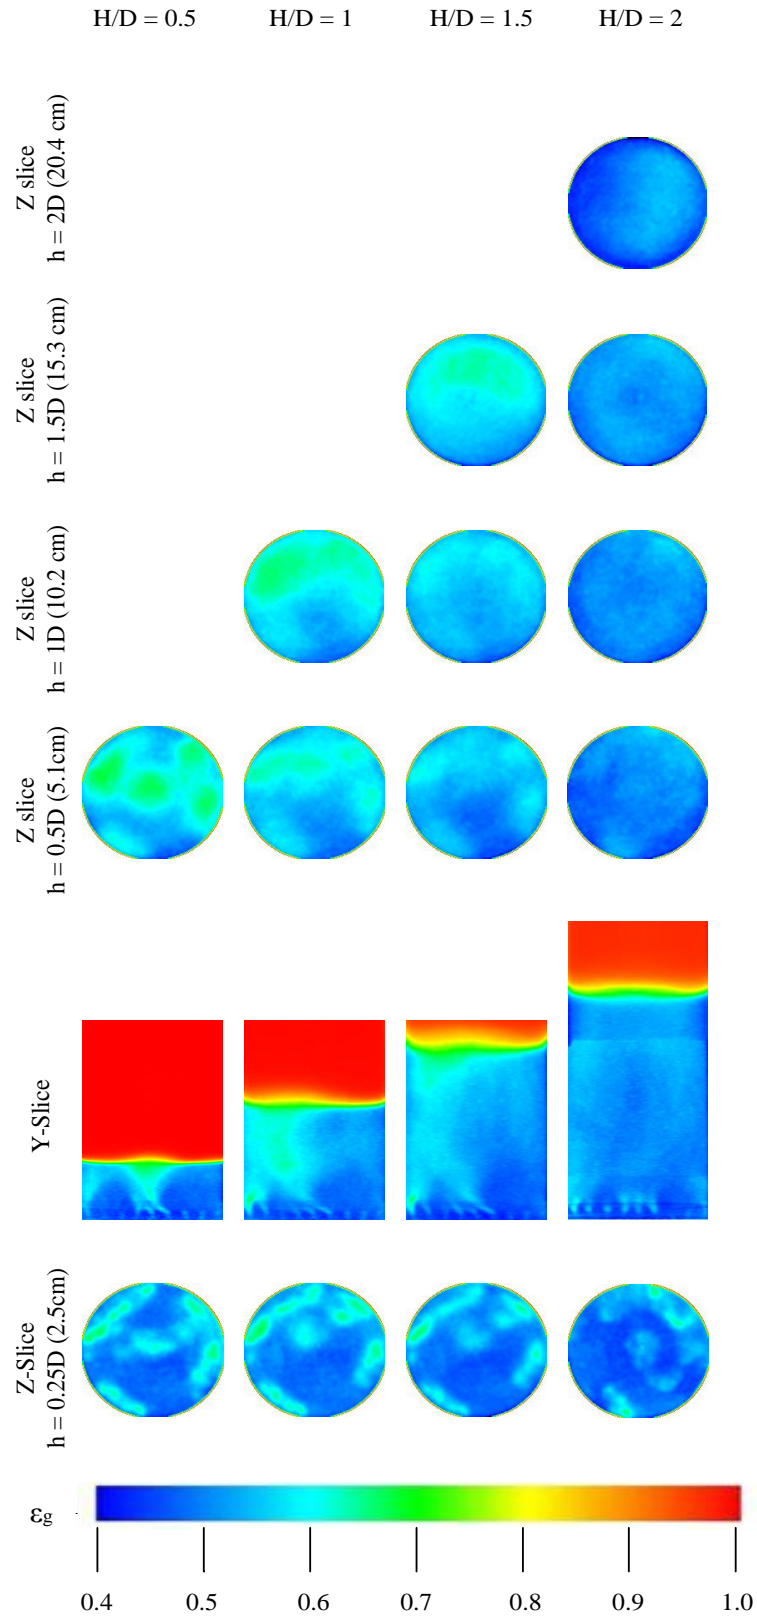 H/D = 0.5 H/D = 1 H/D = 1.5 H/D = 2
Z slice
h = 2D (20.4 cm)
Z slice
h = 1.5D (15.3 cm)
Z slice
h = 1D (10.2 cm)
Z slice
h = 0.5D (5.1cm)
Y-Slice
Z-Slice
h = 0.25D (2.5cm)
εg
0.4 0.5 0.6 0.7 0.8 0.9 1.0